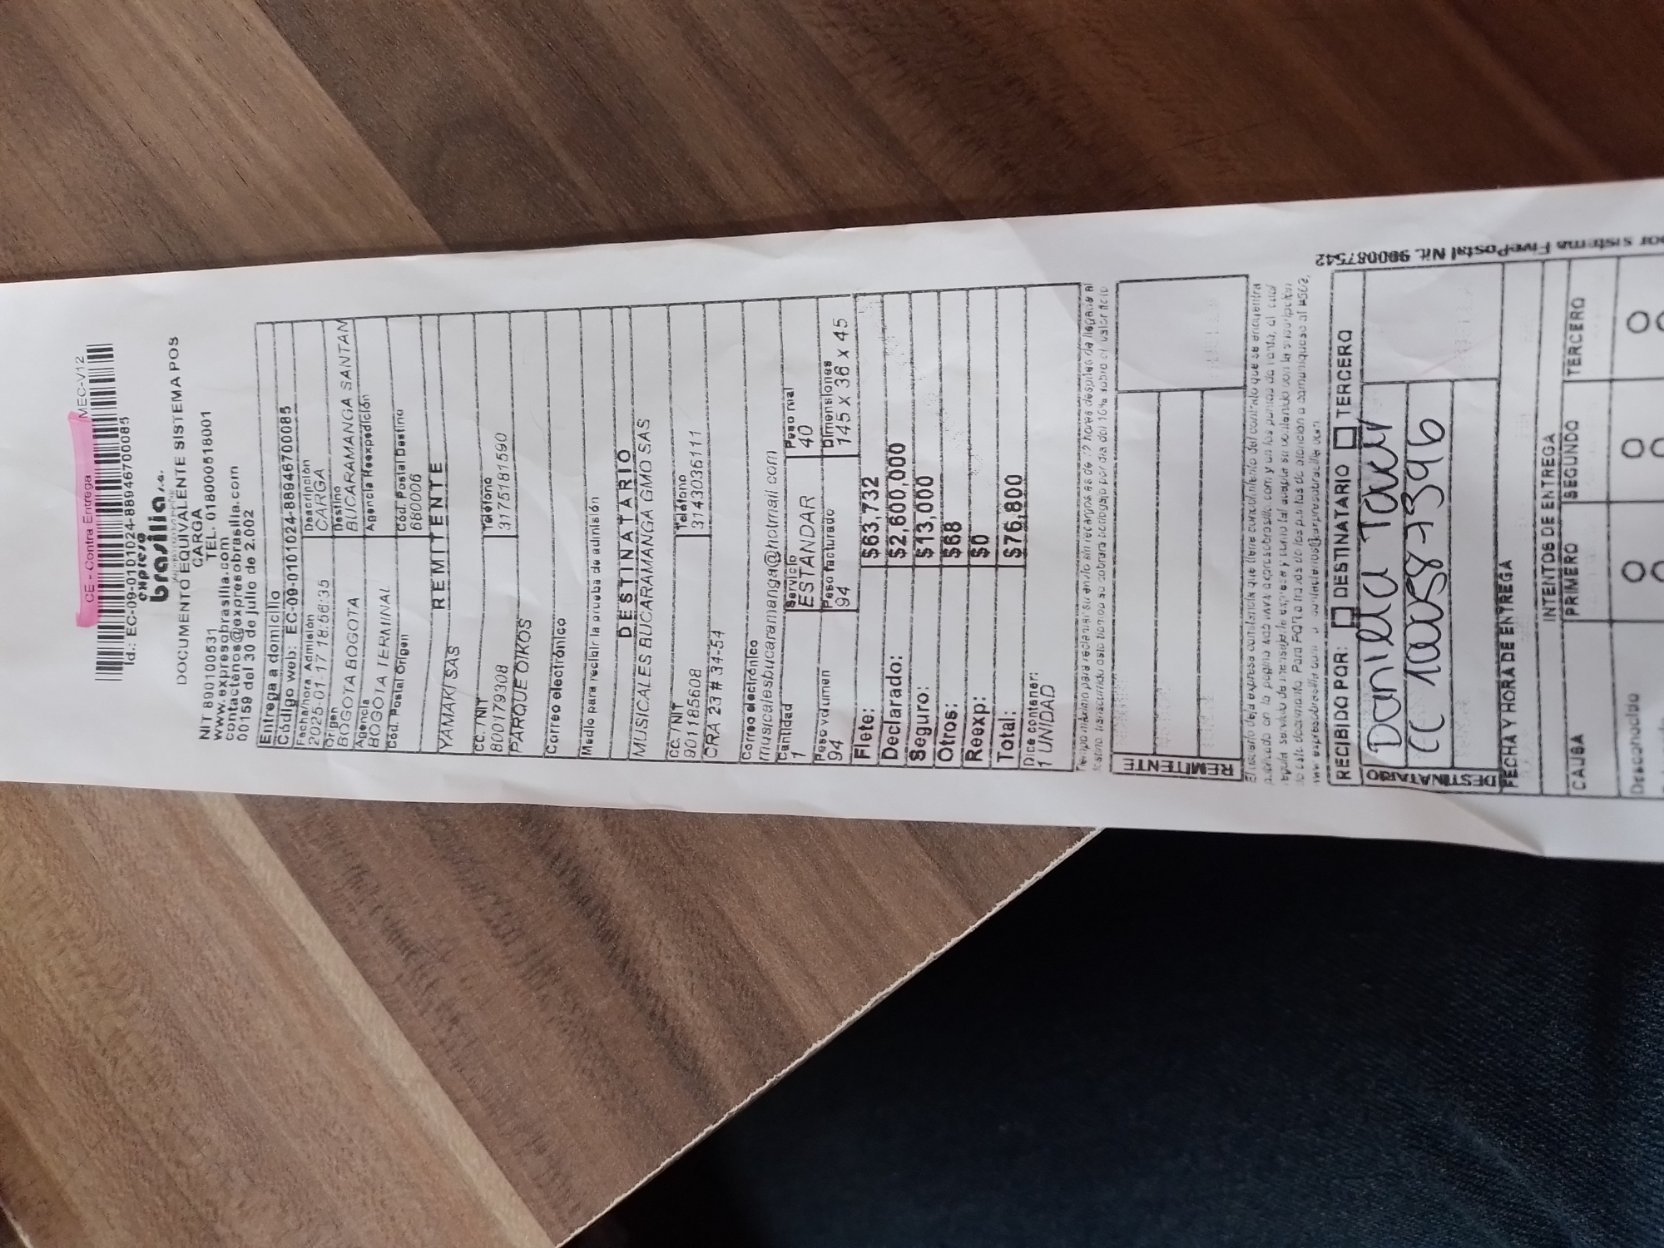 CE - Contra Entrega
MEC-V12
Id.: EC-09-0101024-88946700085
expreso
brasilia s.a.
DOCUMENTO EQUIVALENTE SISTEMA POS
CARGA
NIT 890100531 TEL. 018000518001
www.expresobrasilia.com
contactenos@expresobrasilia.com
00159 del 30 de julio de 2.002
Entrega a domicilio
Código web: EC-09-0101024-88946700085
Fecha/hora Admisión Descripción
2025-01-17 18:56:35 CARGA
Origen Destino
BOGOTA BOGOTA BUCARAMANGA SANTAN
Agencia Agencia Reexpedición
BOGOTA TERMINAL
Cód. Postal Origen Cód. Postal Destino
680006
REMITENTE
YAMAKI SAS
CC. / NIT Teléfono
800179308 3175181590
PARQUE OIKOS
Correo electrónico
Medio para recibir la prueba de admisión
DESTINATARIO
MUSICALES BUCARAMANGA GMO SAS
CC. / NIT Teléfono
901185608 3143036111
CRA 23 # 34-54
Correo electrónico
musicalesbucaramanga@hotmail.com
Cantidad Servicio Peso real
1 ESTANDAR 40
Peso volumen Peso facturado Dimensiones
94 94 145 x 36 x 45
Flete: $63,732
Declarado: $2,600,000
Seguro: $13,000
Otros: $68
Reexp: $0
Total: $76,800
Dice contener:
1 UNIDAD
REMITENTE
RECIBIDO POR: DESTINATARIO TERCERO
DESTINATARIO
Daniela
CC
FECHA Y HORA DE ENTREGA
INTENTOS DE ENTREGA
CAUSA PRIMERO SEGUNDO TERCERO
Desconocido
por sistema FivePostal Nit. 900087542